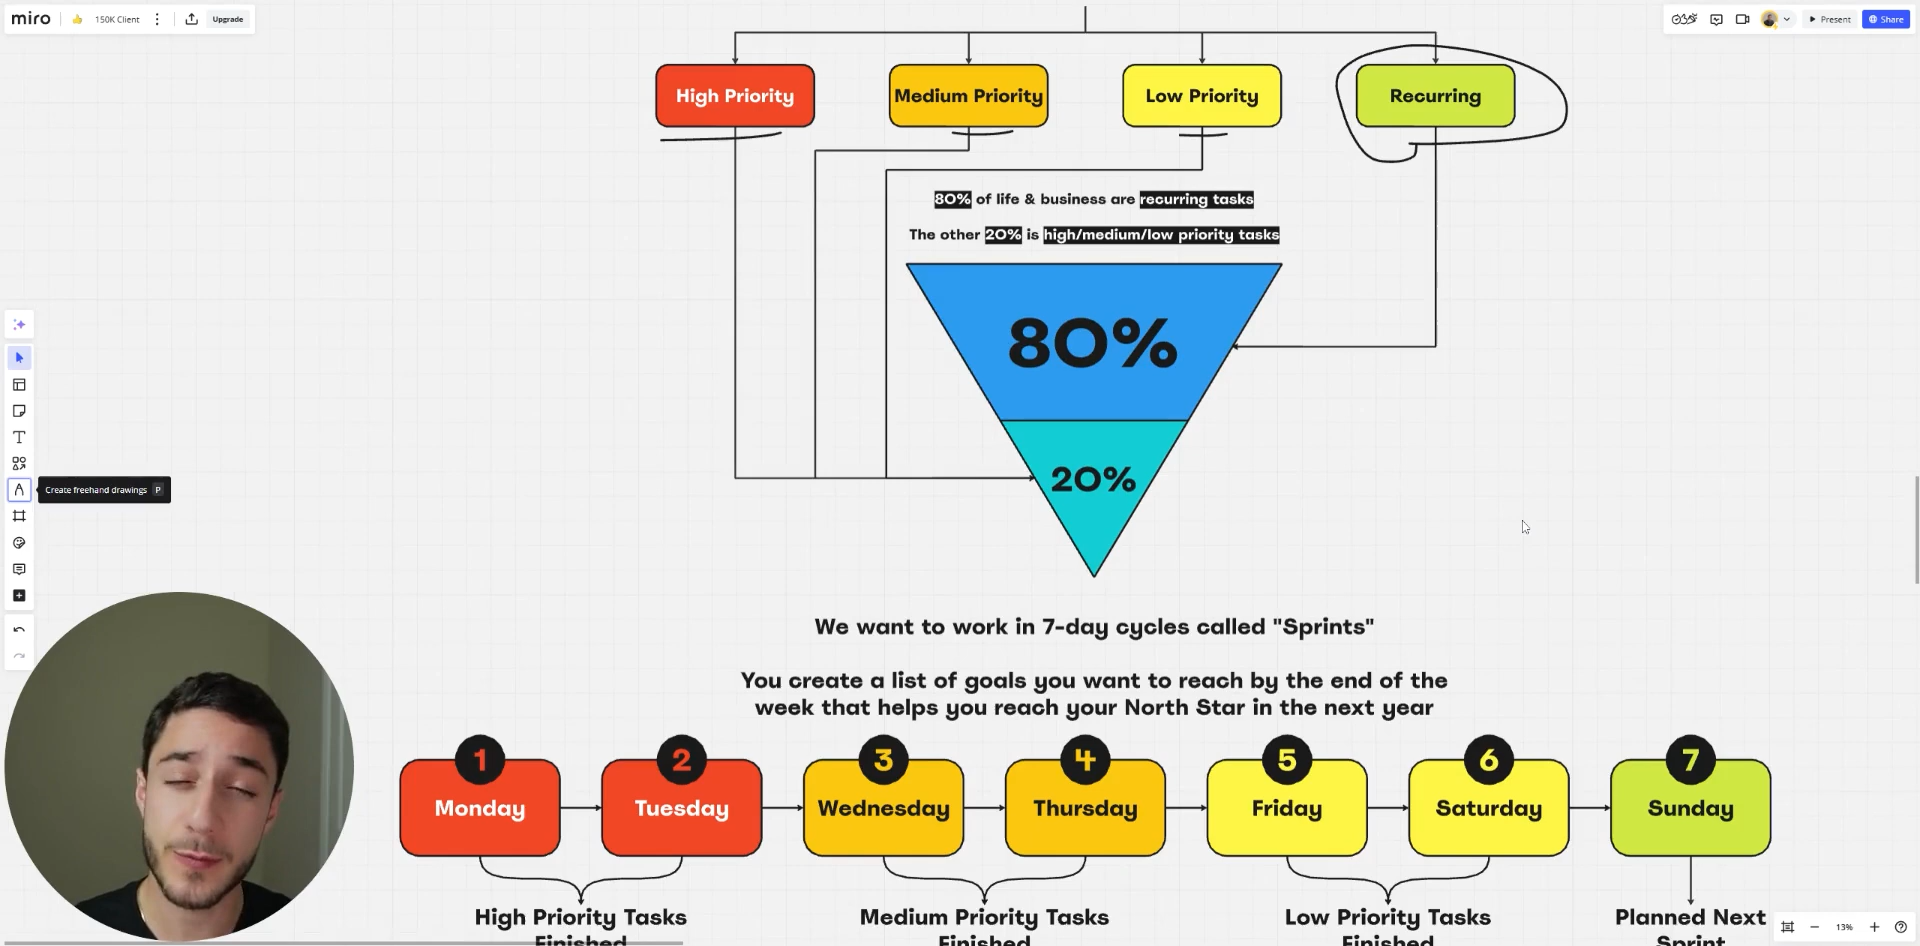 miro
150K Client
Upgrade
Present
Share
High Priority
Medium Priority
Low Priority
Recurring
80% of life & business are recurring tasks
The other 20% is high/medium/low priority tasks
80%
20%
Create freehand drawings P
We want to work in 7-day cycles called "Sprints"
You create a list of goals you want to reach by the end of the
week that helps you reach your North Star in the next year
1
2
3
4
5
6
7
Monday
Tuesday
Wednesday
Thursday
Friday
Saturday
Sunday
High Priority Tasks
Finished
Medium Priority Tasks
Finished
Low Priority Tasks
Finished
Planned Next
Sprint
13%